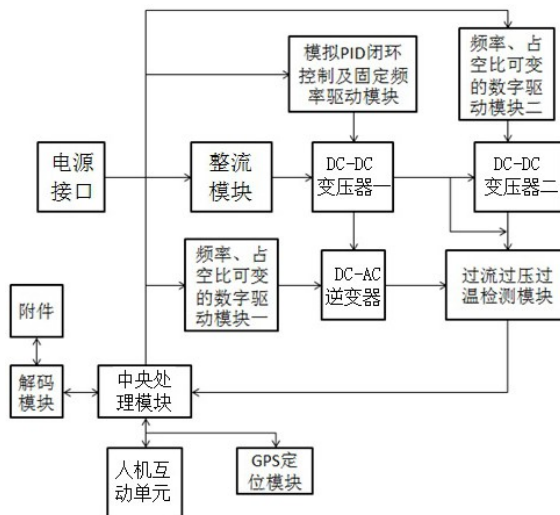 模拟PID闭环
控制及固定频
率驱动模块
频率、占
空比可变
的数字驱
动模块二
电源
接口
整流
模块
DC-DC
变压器一
DC-DC
变压器二
频率、占
空比可变
的数字驱
动模块一
DC-AC
逆变器
过流过压过
温检测模块
附件
解码
模块
中央处
理模块
人机互
动单元
GPS定
位模块